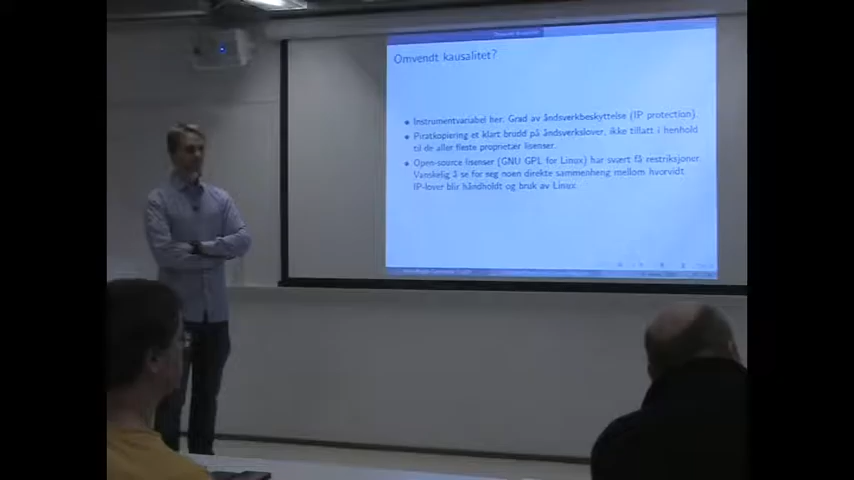 Omvendt kausalitet?
Instrumentvariabel her: Grad av åndsverkbeskyttelse (IP protection).
Piratkopiering et klart brudd på åndsverkslover, ikke tillatt i henhold
til de aller fleste proprietær lisenser.
Open-source lisenser (GNU GPL for Linux) har svært få restriksjoner
Vanskelig å se for seg noen direkte sammenheng mellom hvorvidt
IP-lover blir håndholdt og bruk av Linux.